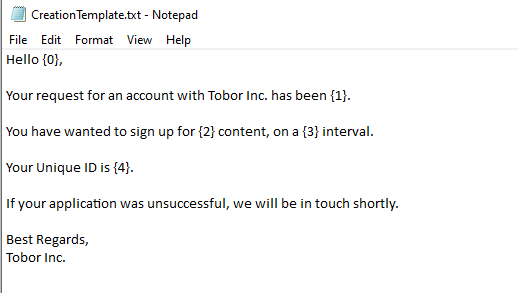 CreationTemplate.txt - Notepad
File Edit Format View Help
Hello {0},
Your request for an account with Tobor Inc. has been {1}.
You have wanted to sign up for {2} content, on a {3} interval.
Your Unique ID is {4}.
If your application was unsuccessful, we will be in touch shortly.
Best Regards,
Tobor Inc.